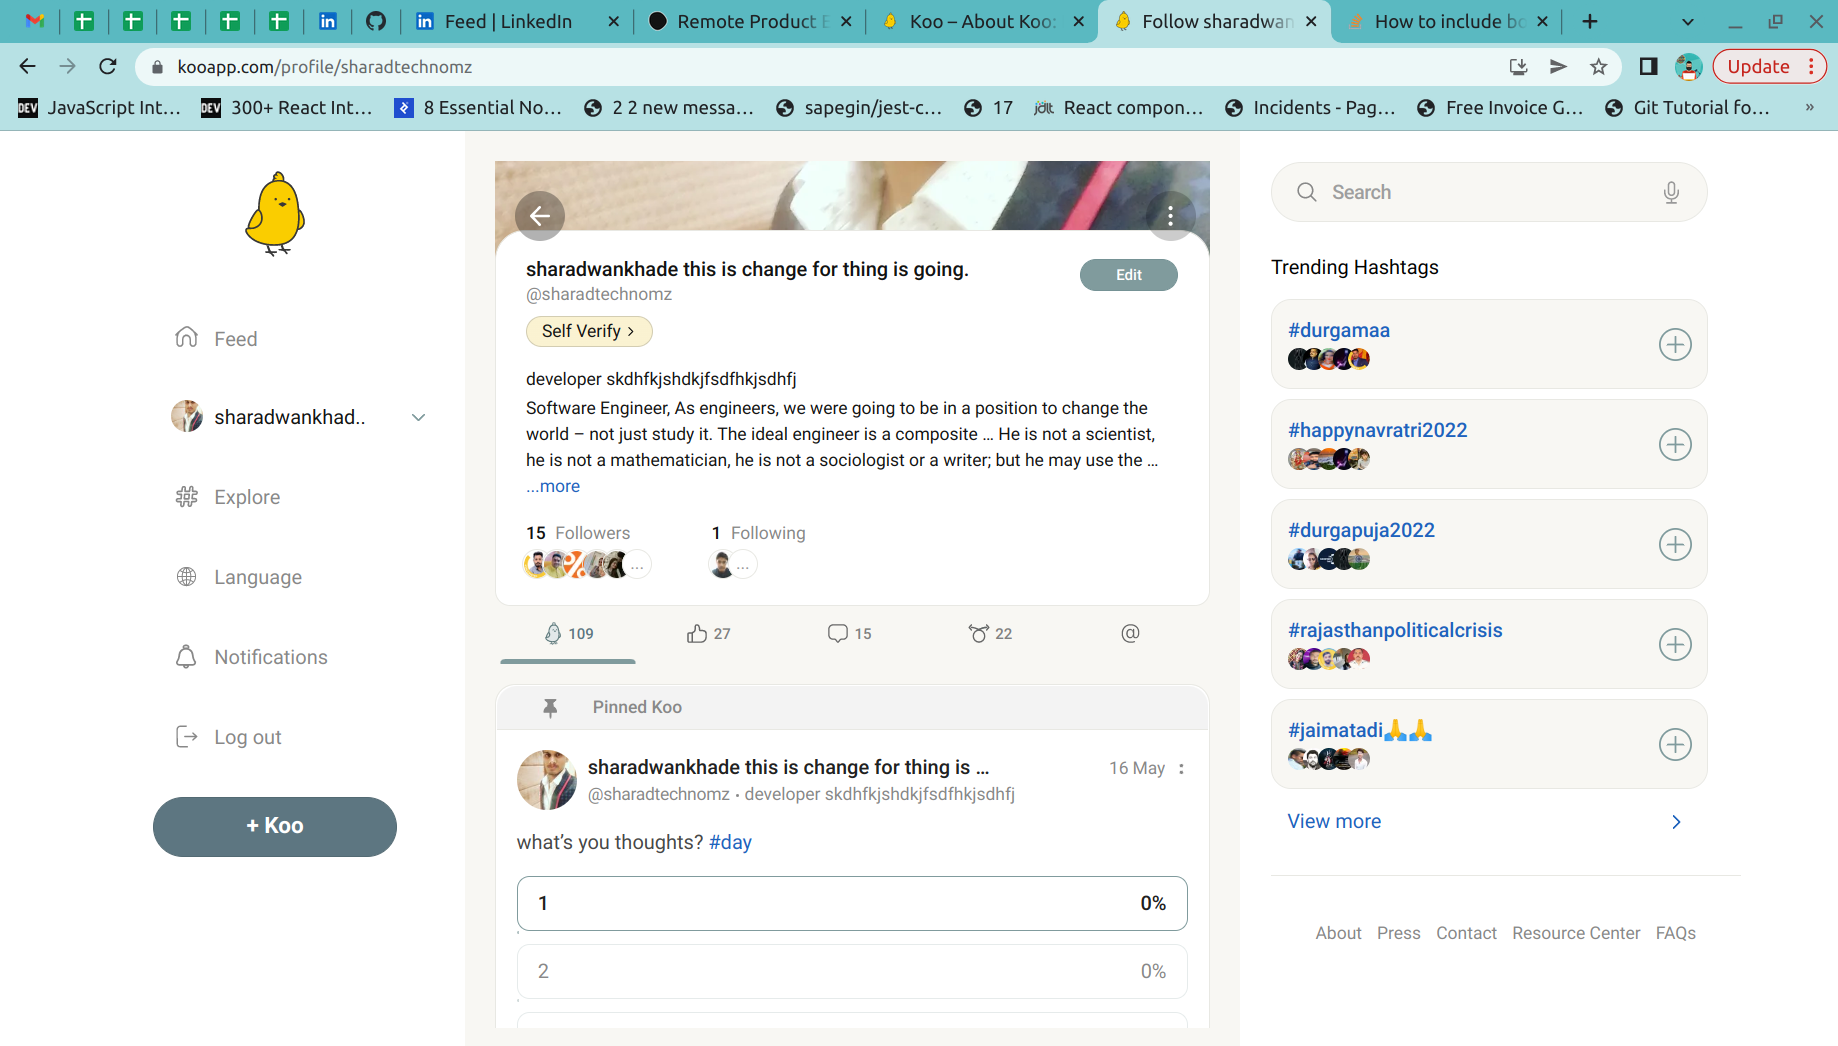 Feed | LinkedIn
Remote Product E
Koo – About Koo:
Follow sharadwan
How to include bo
kooapp.com/profile/sharadtechnomz
Update
DEV JavaScript Int...
DEV 300+ React Int...
8 Essential No...
2 2 new messa...
sapegin/jest-c...
17
jolt React compon...
Incidents - Pag...
Free Invoice G...
Git Tutorial fo...
»
Feed
sharadwankhad..
Explore
Language
Notifications
Log out
+ Koo
sharadwankhade this is change for thing is going.
Edit
@sharadtechnomz
Self Verify >
developer skdhfkjshdkjfsdfhkjsdhfj
Software Engineer, As engineers, we were going to be in a position to change the
world – not just study it. The ideal engineer is a composite ... He is not a scientist,
he is not a mathematician, he is not a sociologist or a writer; but he may use the ...
...more
15 Followers
1 Following
...
...
109
27
15
22
@
Pinned Koo
sharadwankhade this is change for thing is ...
16 May
@sharadtechnomz • developer skdhfkjshdkjfsdfhkjsdhfj
what's you thoughts? #day
1 0%
2 0%
Search
Trending Hashtags
#durgamaa
#happynavratri2022
#durgapuja2022
#rajasthanpoliticalcrisis
#jaimatadi🙏🙏
View more
About Press Contact Resource Center FAQs